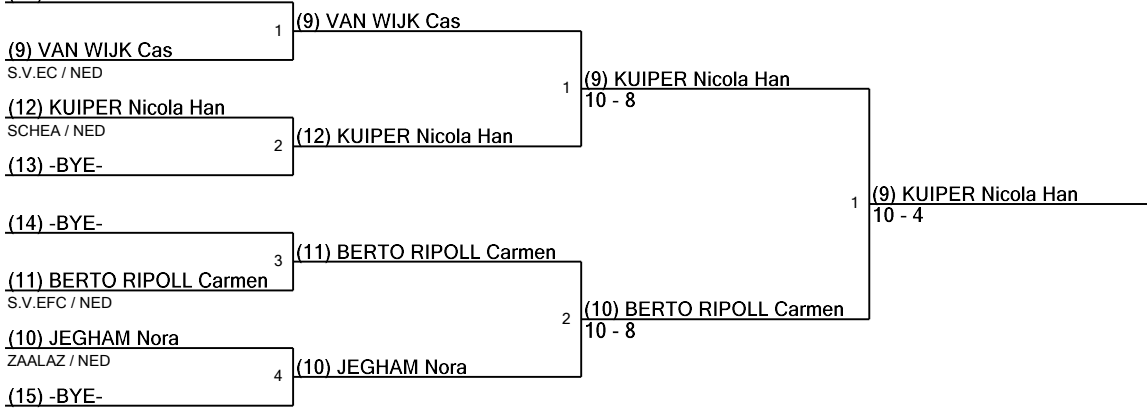 (9) VAN WIJK Cas
1
(9) VAN WIJK Cas
S.V.EC / NED
(9) KUIPER Nicola Han
1
10 - 8
(12) KUIPER Nicola Han
SCHEA / NED
(12) KUIPER Nicola Han
2
(13) -BYE-
(9) KUIPER Nicola Han
1
10 - 4
(14) -BYE-
(11) BERTO RIPOLL Carmen
3
(11) BERTO RIPOLL Carmen
S.V.EFC / NED
(10) BERTO RIPOLL Carmen
2
10 - 8
(10) JEGHAM Nora
ZAALAZ / NED
(10) JEGHAM Nora
4
(15) -BYE-